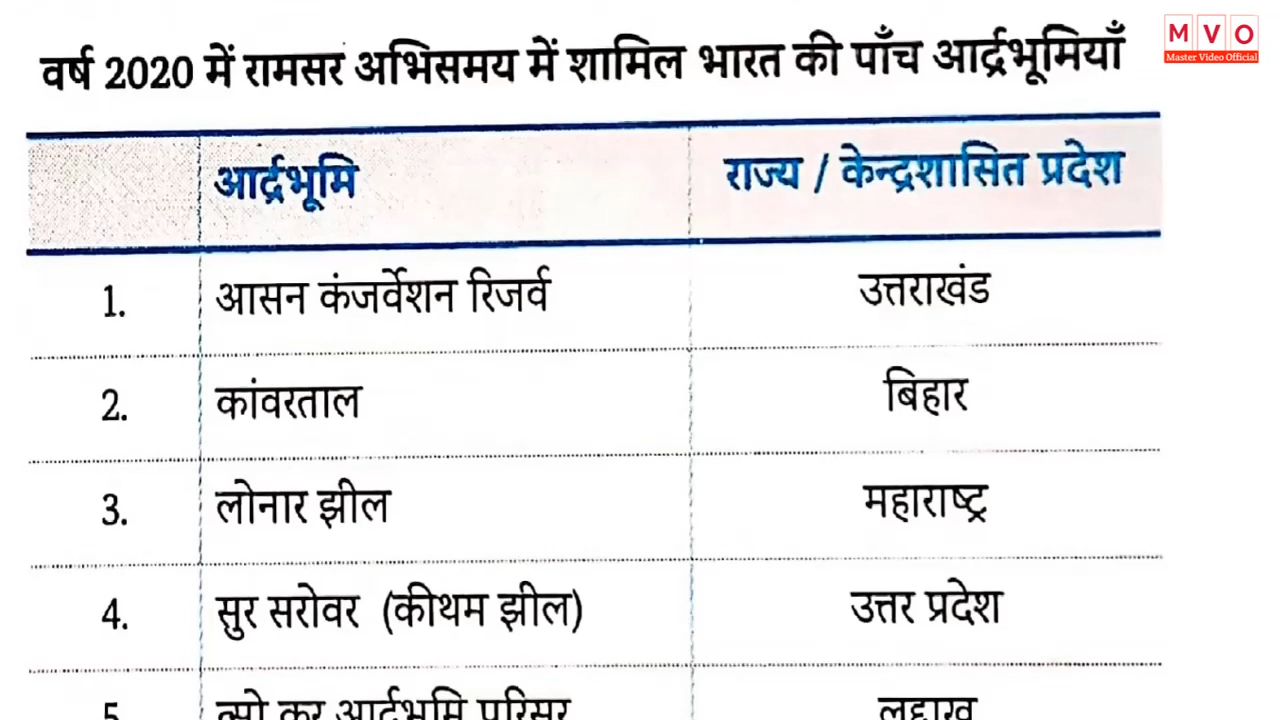 वर्ष 2020 में रामसर अभिसमय में शामिल भारत की पाँच आर्द्रभूमियाँ
M V O
Master Video Official
आर्द्रभूमि राज्य / केन्द्रशासित प्रदेश
1. आसन कंजर्वेशन रिजर्व उत्तराखंड
2. कांवरताल बिहार
3. लोनार झील महाराष्ट्र
4. सुर सरोवर (कीथम झील) उत्तर प्रदेश
5. त्सो कर आर्द्रभूमि परिसर लद्दाख